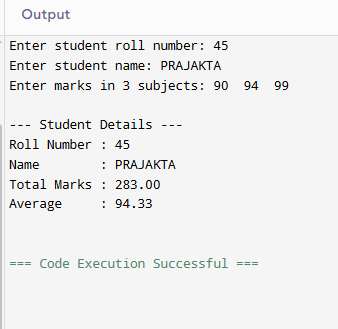 Output
Enter student roll number: 45
Enter student name: PRAJAKTA
Enter marks in 3 subjects: 90  94  99
--- Student Details ---
Roll Number : 45
Name        : PRAJAKTA
Total Marks : 283.00
Average     : 94.33
=== Code Execution Successful ===